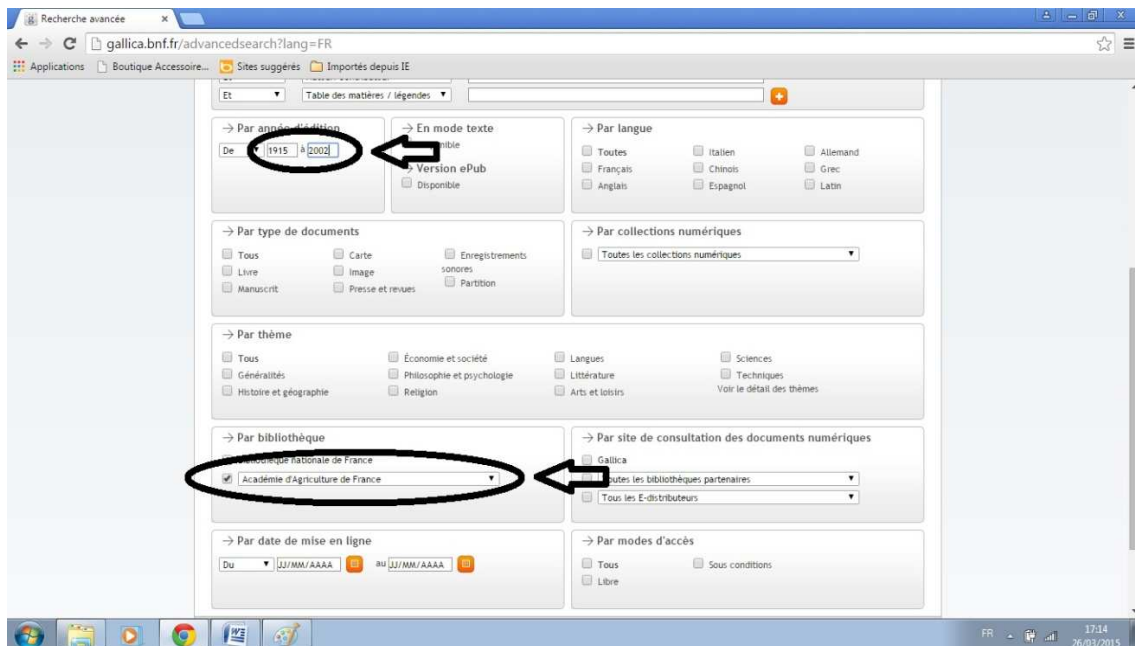 Recherche avancée
gallica.bnf.fr/advancedsearch?lang=FR
Applications Boutique Accessoire... Sites suggérés Importés depuis IE
Et Table des matières / légendes
→ Par année d'édition
De 1915 à 2002
→ En mode texte
→ Version ePub
Disponible
→ Par langue
Toutes Italien Allemand
Français Chinois Grec
Anglais Espagnol Latin
→ Par type de documents
Tous Carte Enregistrements sonores
Livre Image Partition
Manuscrit Presse et revues
→ Par collections numériques
Toutes les collections numériques
→ Par thème
Tous Économie et société Langues Sciences
Généralités Philosophie et psychologie Littérature Techniques
Histoire et géographie Religion Arts et loisirs Voir le détail des thèmes
→ Par bibliothèque
Bibliothèque nationale de France
Académie d'Agriculture de France
→ Par site de consultation des documents numériques
Gallica
Toutes les bibliothèques partenaires
Tous les E-distributeurs
→ Par date de mise en ligne
Du JJ/MM/AAAA au JJ/MM/AAAA
→ Par modes d'accès
Tous Sous conditions
Libre
FR 17:14
26/03/2015